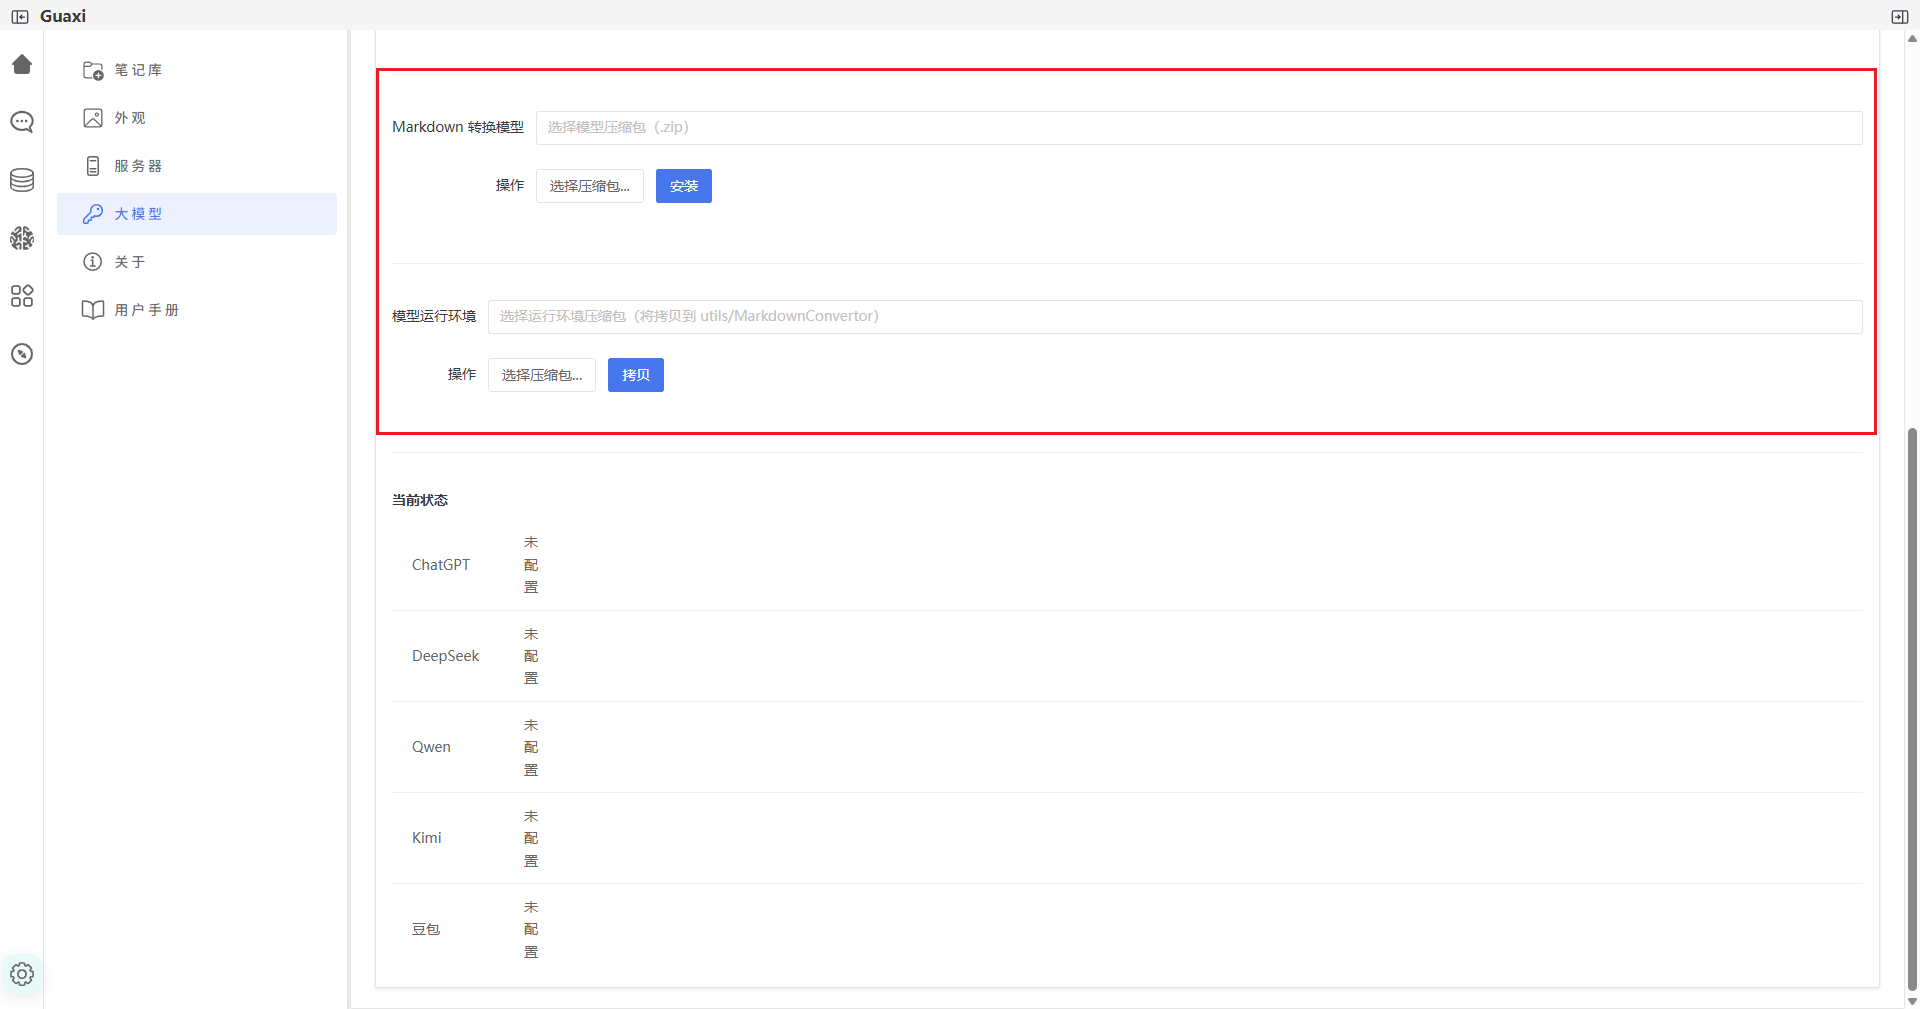 Guaxi
笔记库
外观
服务器
大模型
关于
用户手册
Markdown 转换模型
选择模型压缩包（.zip）
操作
选择压缩包...
安装
模型运行环境
选择运行环境压缩包（将拷贝到 utils/MarkdownConvertor）
操作
选择压缩包...
拷贝
当前状态
ChatGPT
未
配
置
DeepSeek
未
配
置
Qwen
未
配
置
Kimi
未
配
置
豆包
未
配
置